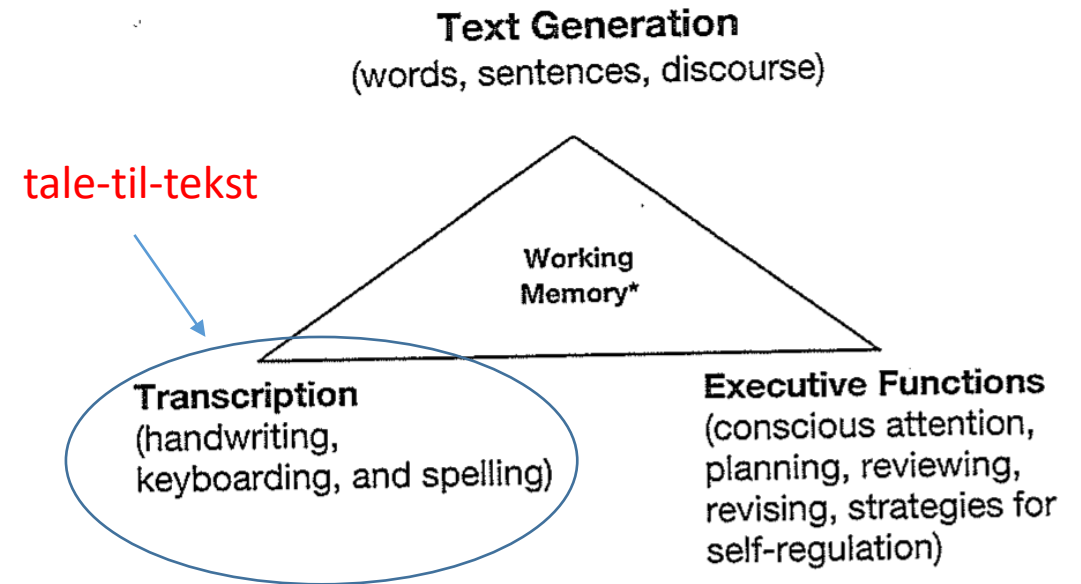 Text Generation
(words, sentences, discourse)
tale-til-tekst
Working
Memory*
Transcription
(handwriting,
keyboarding, and spelling)
Executive Functions
(conscious attention,
planning, reviewing,
revising, strategies for
self-regulation)